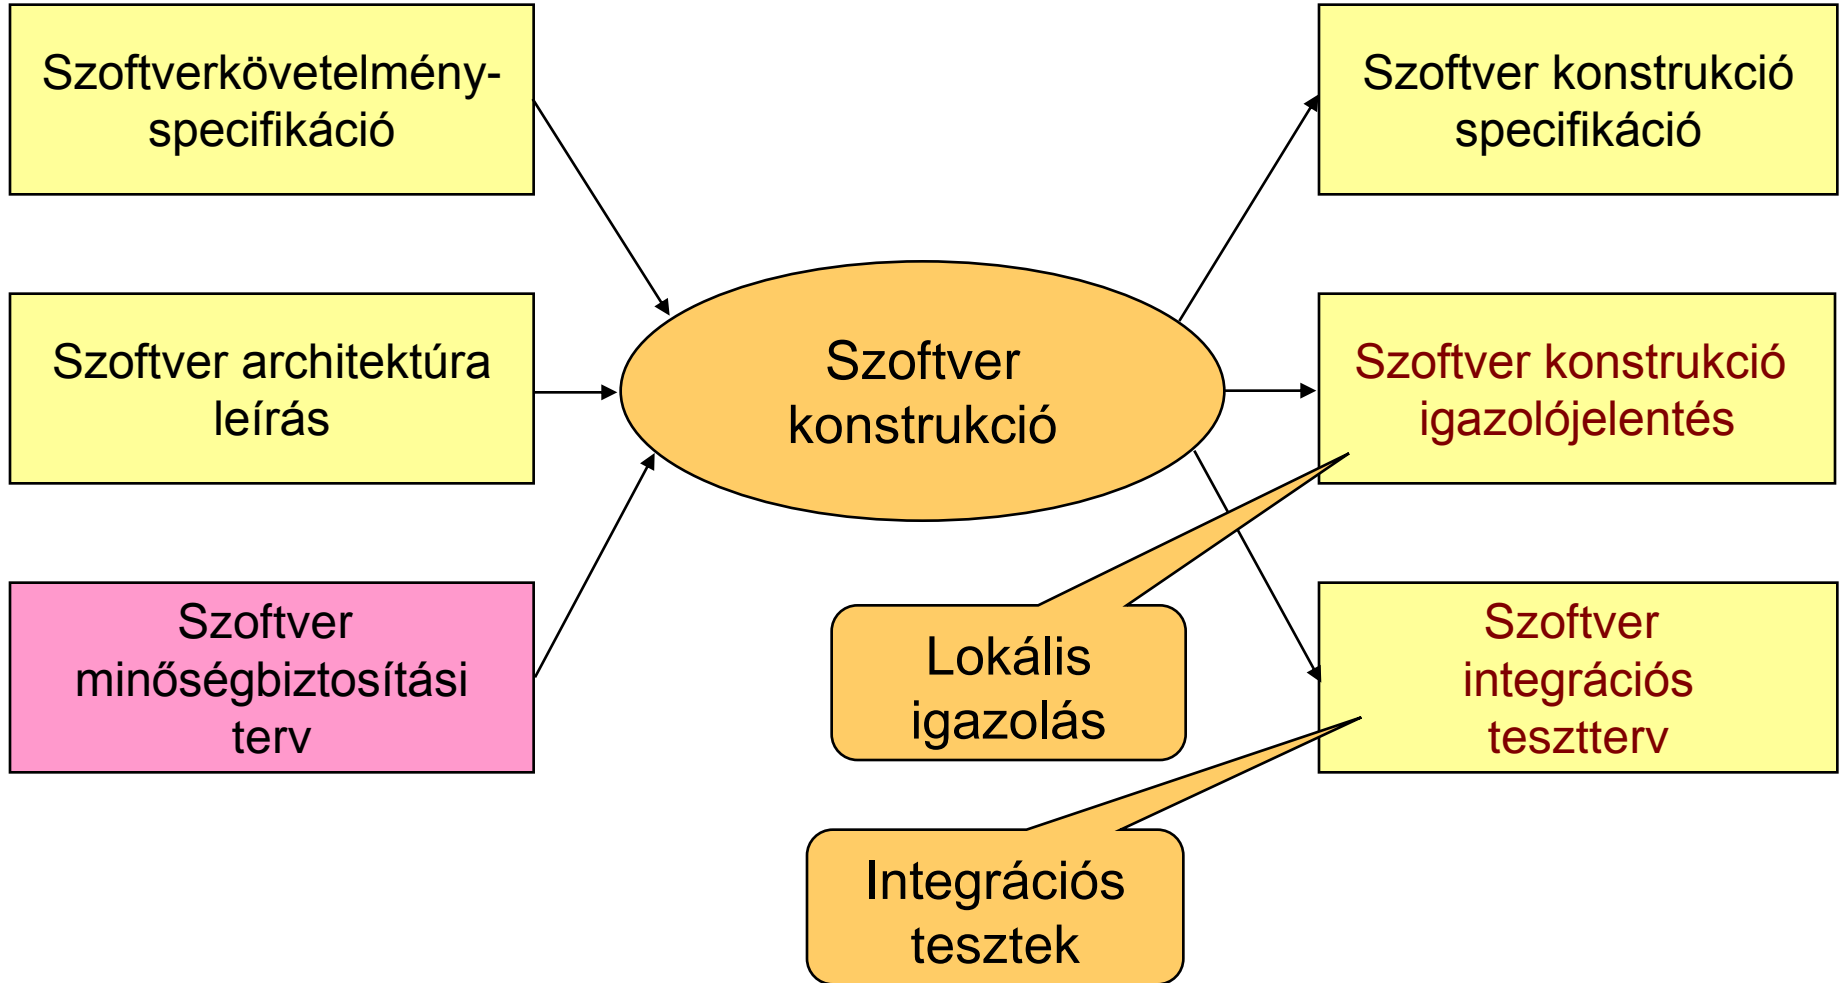 Szoftverkövetelmény-
specifikáció
Szoftver architektúra
leírás
Szoftver
minőségbiztosítási
terv
Szoftver
konstrukció
Szoftver konstrukció
specifikáció
Szoftver konstrukció
igazolójelentés
Szoftver
integrációs
tesztterv
Lokális
igazolás
Integrációs
tesztek